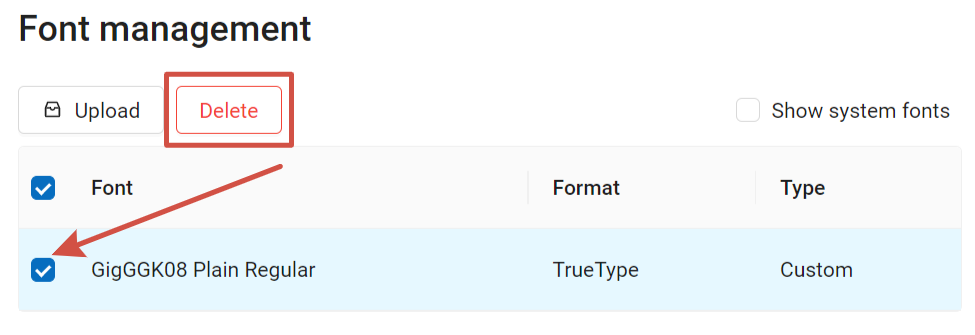 Font management
Upload Delete Show system fonts
Font Format Type
GigGGK08 Plain Regular TrueType Custom